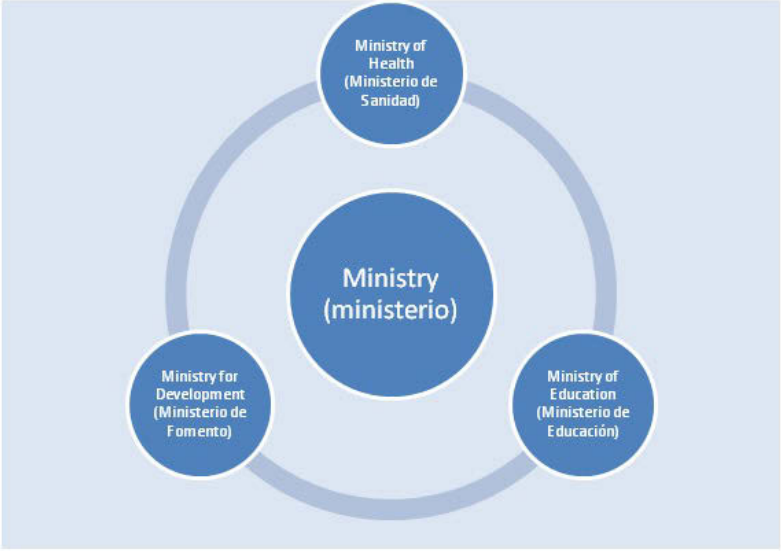 Ministry of
Health
(Ministerio de
Sanidad)
Ministry
(ministerio)
Ministry for
Development
(Ministerio de
Fomento)
Ministry of
Education
(Ministerio de
Educación)